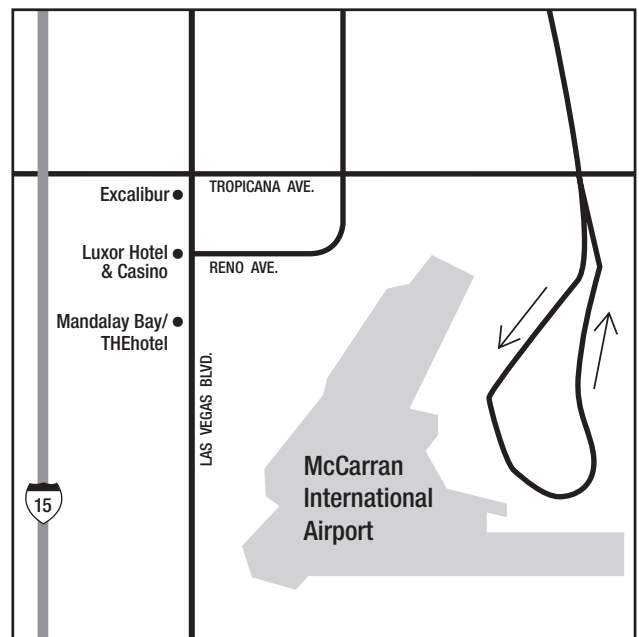 TROPICANA AVE.
Excalibur
Luxor Hotel
& Casino
RENO AVE.
Mandalay Bay/
THEhotel
LAS VEGAS BLVD.
McCarran
International
Airport
15